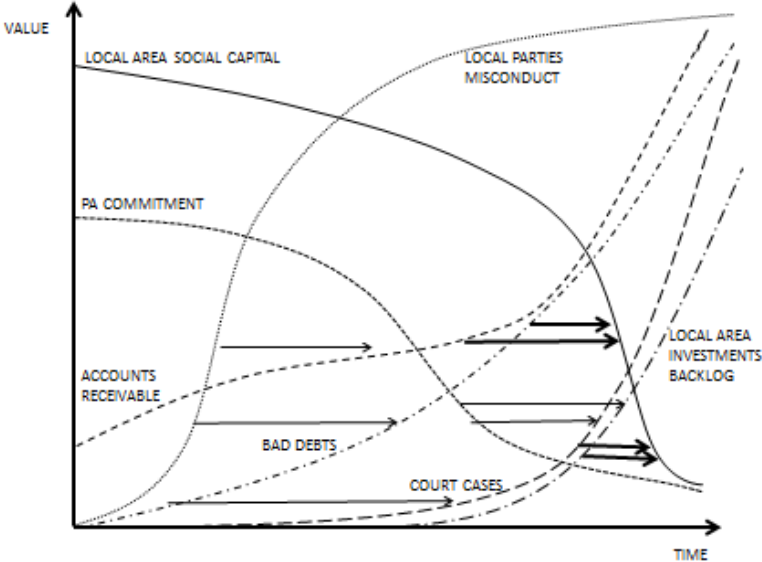 VALUE
LOCAL AREA SOCIAL CAPITAL
LOCAL PARTIES
MISCONDUCT
PA COMMITMENT
LOCAL AREA
INVESTMENTS
BACKLOG
ACCOUNTS
RECEIVABLE
BAD DEBTS
COURT CASES
TIME